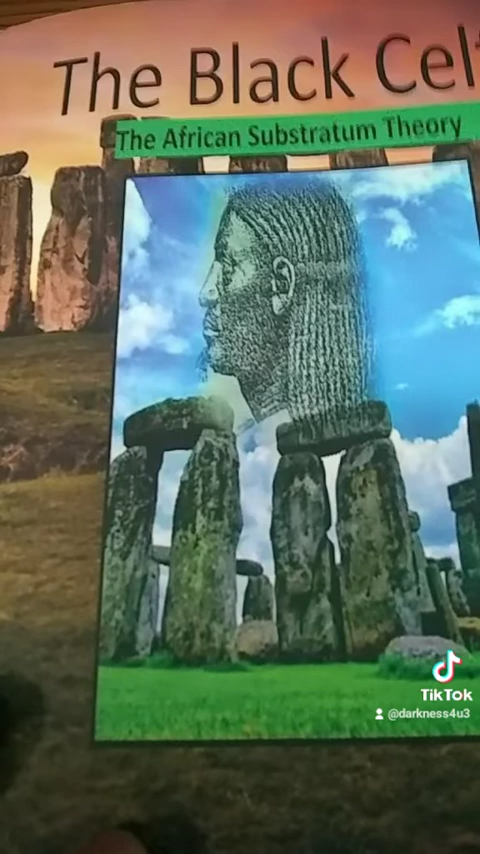 The Black Celt
The African Substratum Theory
TikTok
@darkness4u3